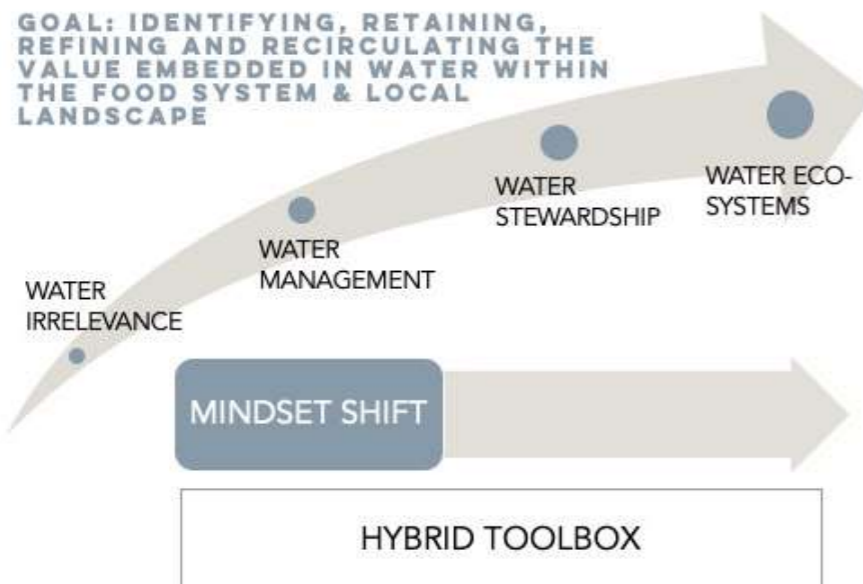 GOAL: IDENTIFYING, RETAINING,
REFINING AND RECIRCULATING THE
VALUE EMBEDDED IN WATER WITHIN
THE FOOD SYSTEM & LOCAL
LANDSCAPE
WATER
IRRELEVANCE
WATER
MANAGEMENT
WATER
STEWARDSHIP
WATER ECO-
SYSTEMS
MINDSET SHIFT
HYBRID TOOLBOX